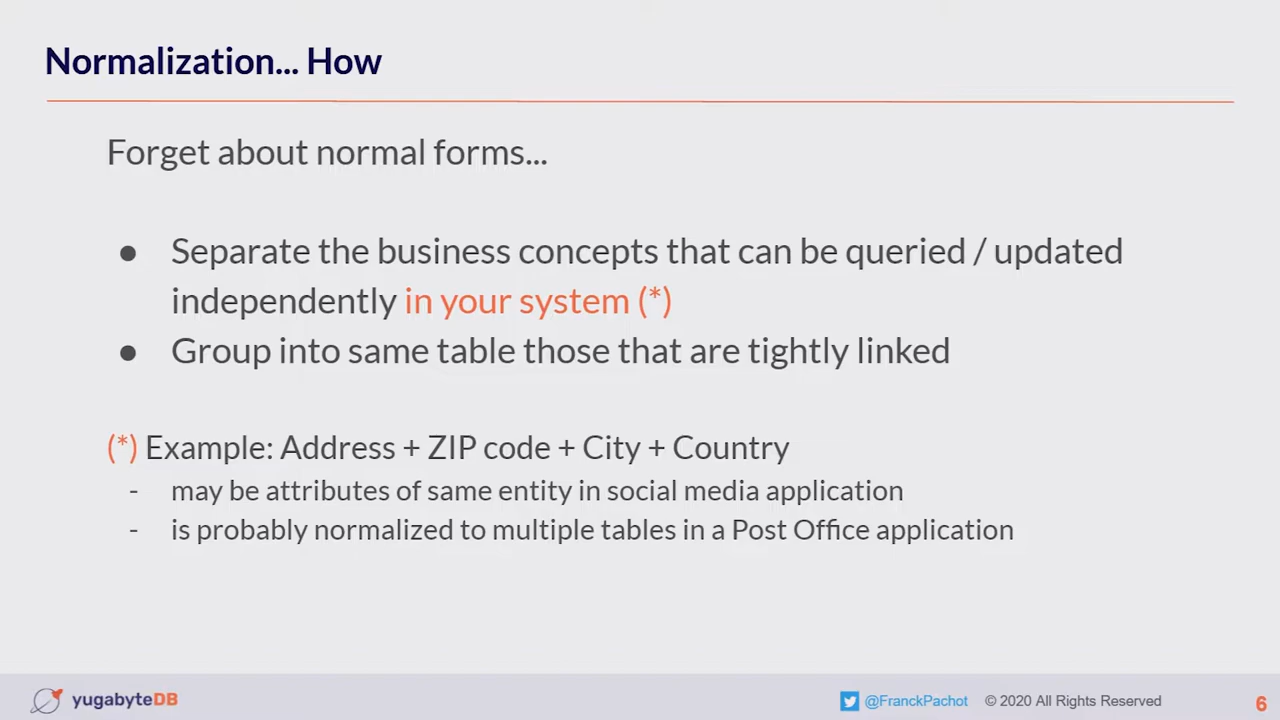 Normalization... How
Forget about normal forms...
● Separate the business concepts that can be queried / updated
independently in your system (*)
● Group into same table those that are tightly linked
(*) Example: Address + ZIP code + City + Country
- may be attributes of same entity in social media application
- is probably normalized to multiple tables in a Post Office application
yugabyteDB
@FranckPachot © 2020 All Rights Reserved
6